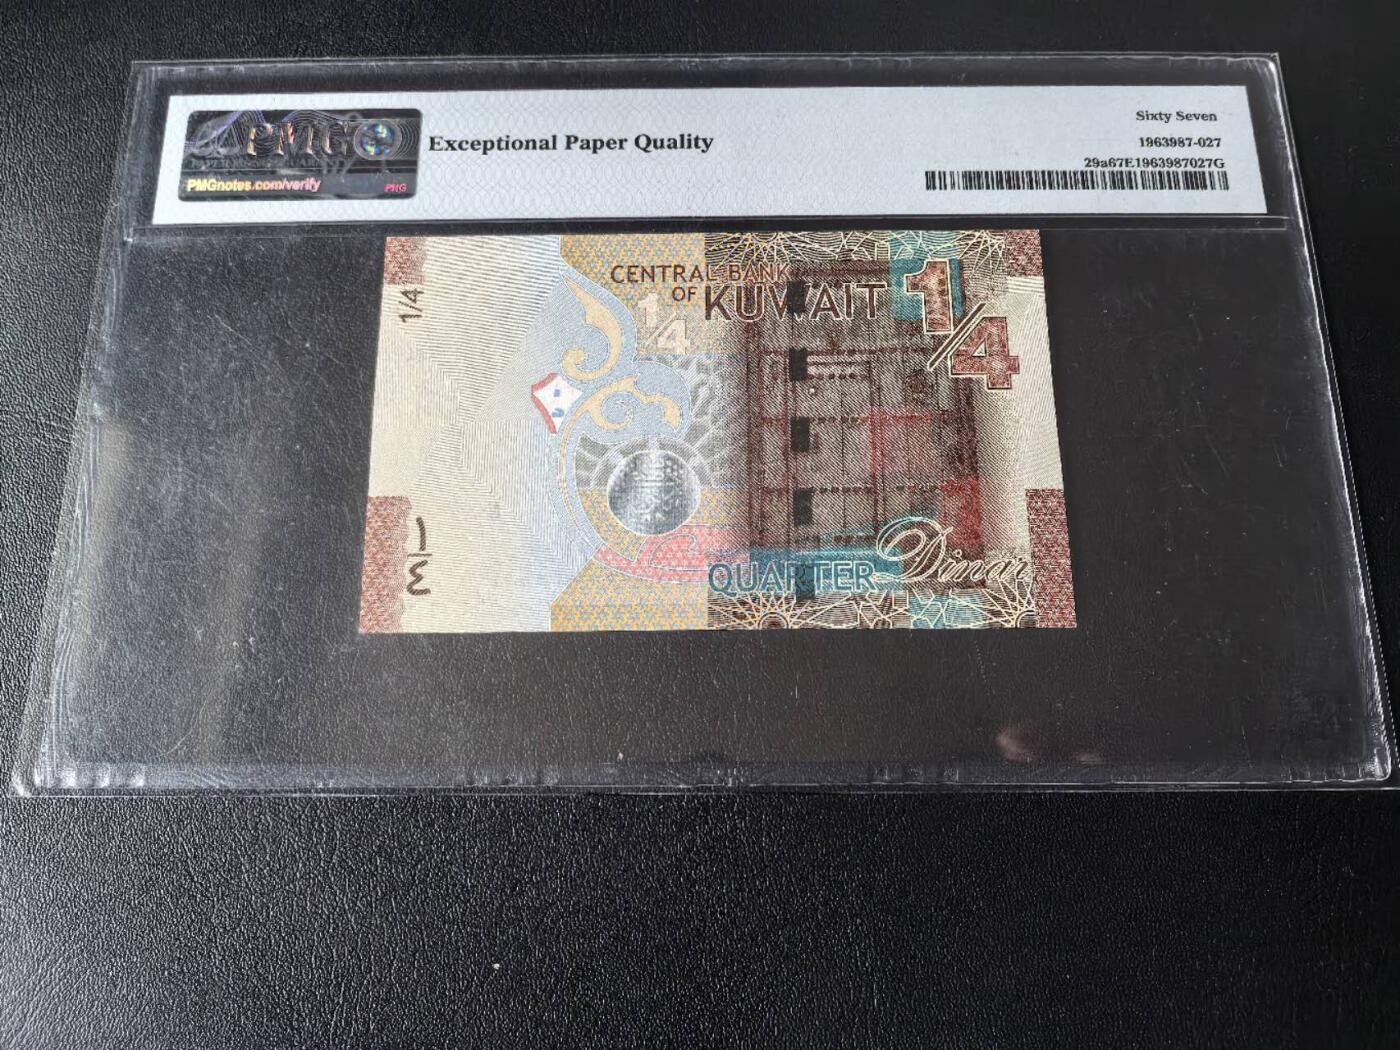 PMG
PMGnotes.com/verify
PMG
Exceptional Paper Quality
Sixty Seven
1963987-027
29a67E1963987027G
CENTRAL BANK
OF KUWAIT
1/4
1/4
1/4
QUARTER Dinar